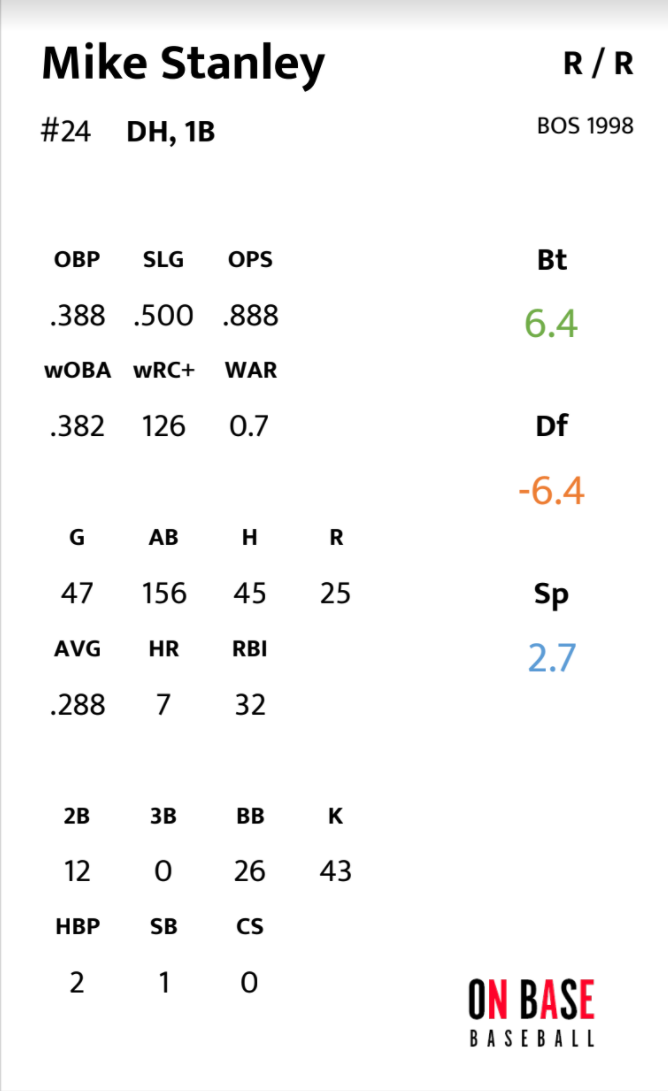 Mike Stanley R / R
#24 DH, 1B BOS 1998
OBP SLG OPS Bt
.388 .500 .888 6.4
wOBA wRC+ WAR
.382 126 0.7 Df
-6.4
G AB H R
47 156 45 25 Sp
AVG HR RBI 2.7
.288 7 32
2B 3B BB K
12 0 26 43
HBP SB CS
2 1 0
ON BASE
BASEBALL